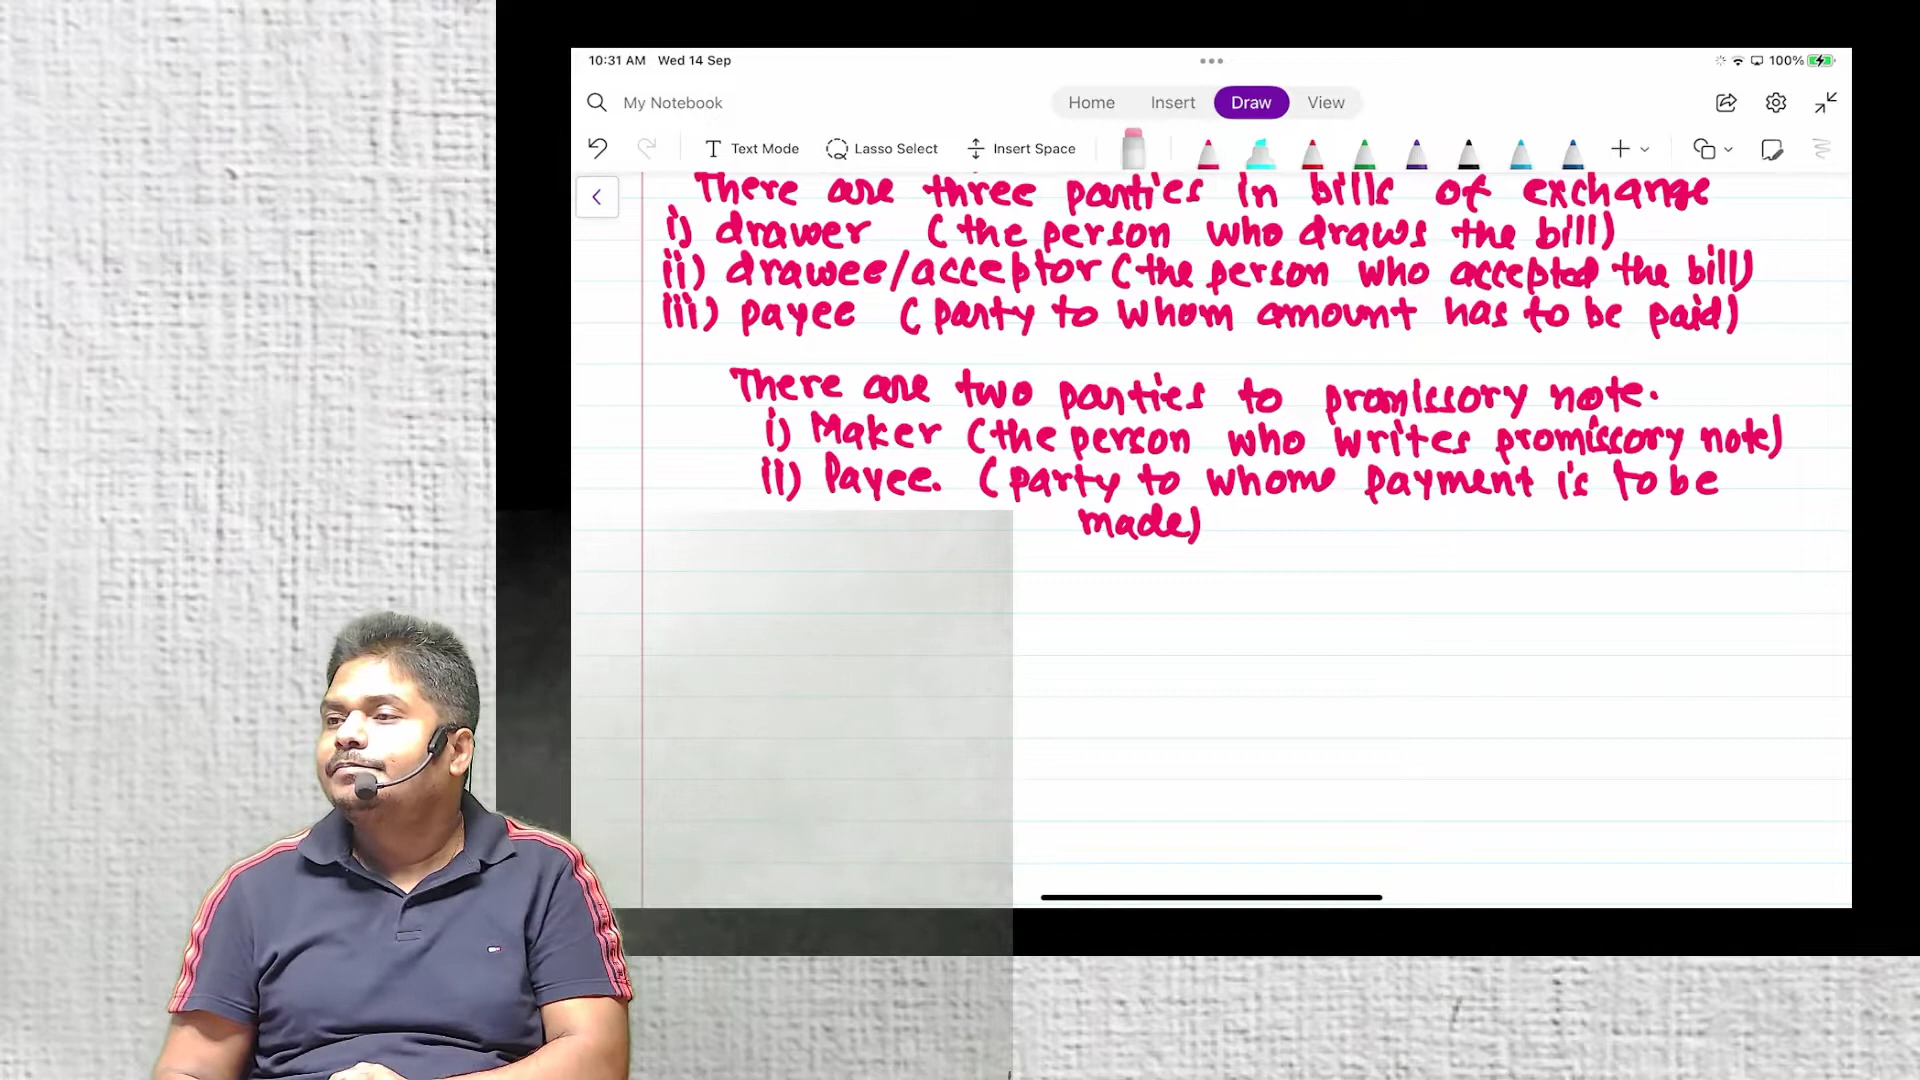 10:31 AM Wed 14 Sep
100%
My Notebook
Home Insert Draw View
Text Mode Lasso Select Insert Space
There are three parties in bills of exchange
i) drawer (the person who draws the bill)
ii) drawee/acceptor (the person who accepted the bill)
iii) payee (party to whom amount has to be paid)
There are two parties to promissory note.
i) Maker (the person who writes promissory note)
ii) Payee. (party to whome payment is to be
made)